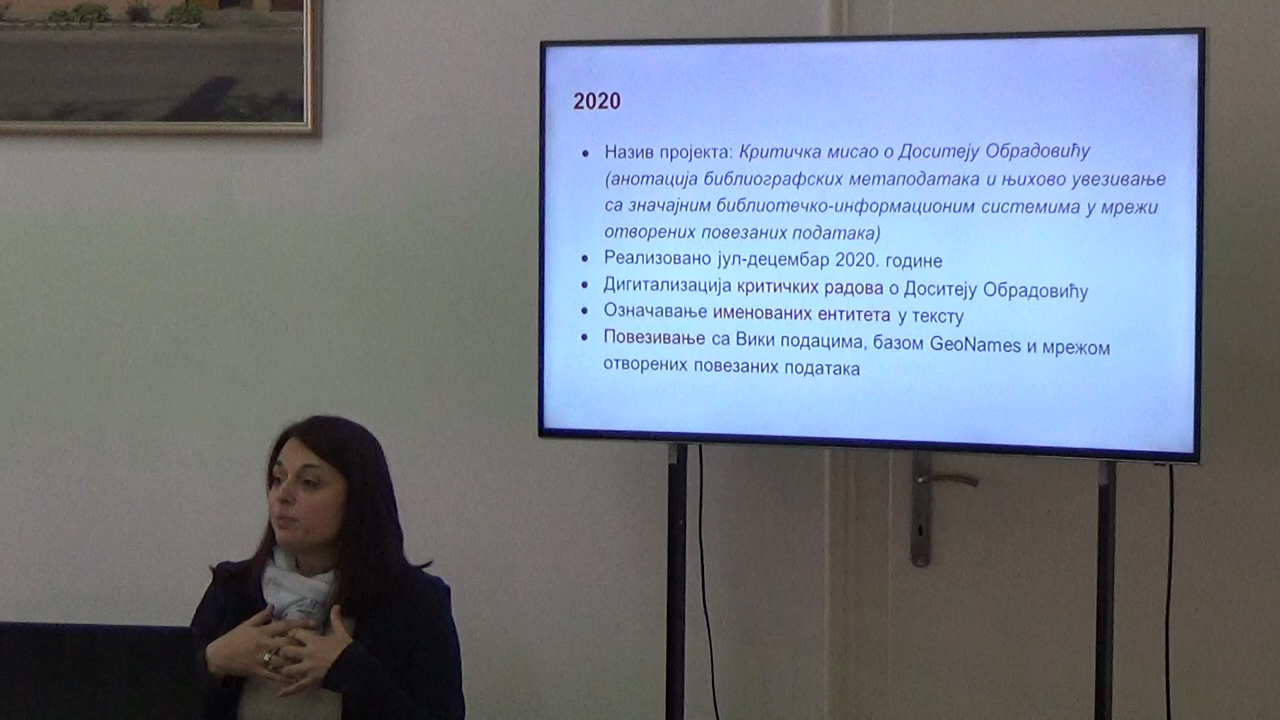 2020
• Назив пројекта: Критичка мисао о Доситеју Обрадовићу
(анотација библиографских метаподатака и њихово увезивање
са значајним библиотечко-информационим системима у мрежи
отворених повезаних података)
• Реализовано јул-децембар 2020. године
• Дигитализација критичких радова о Доситеју Обрадовићу
• Означавање именованих ентитета у тексту
• Повезивање са Вики подацима, базом GeoNames и мрежом
отворених повезаних података